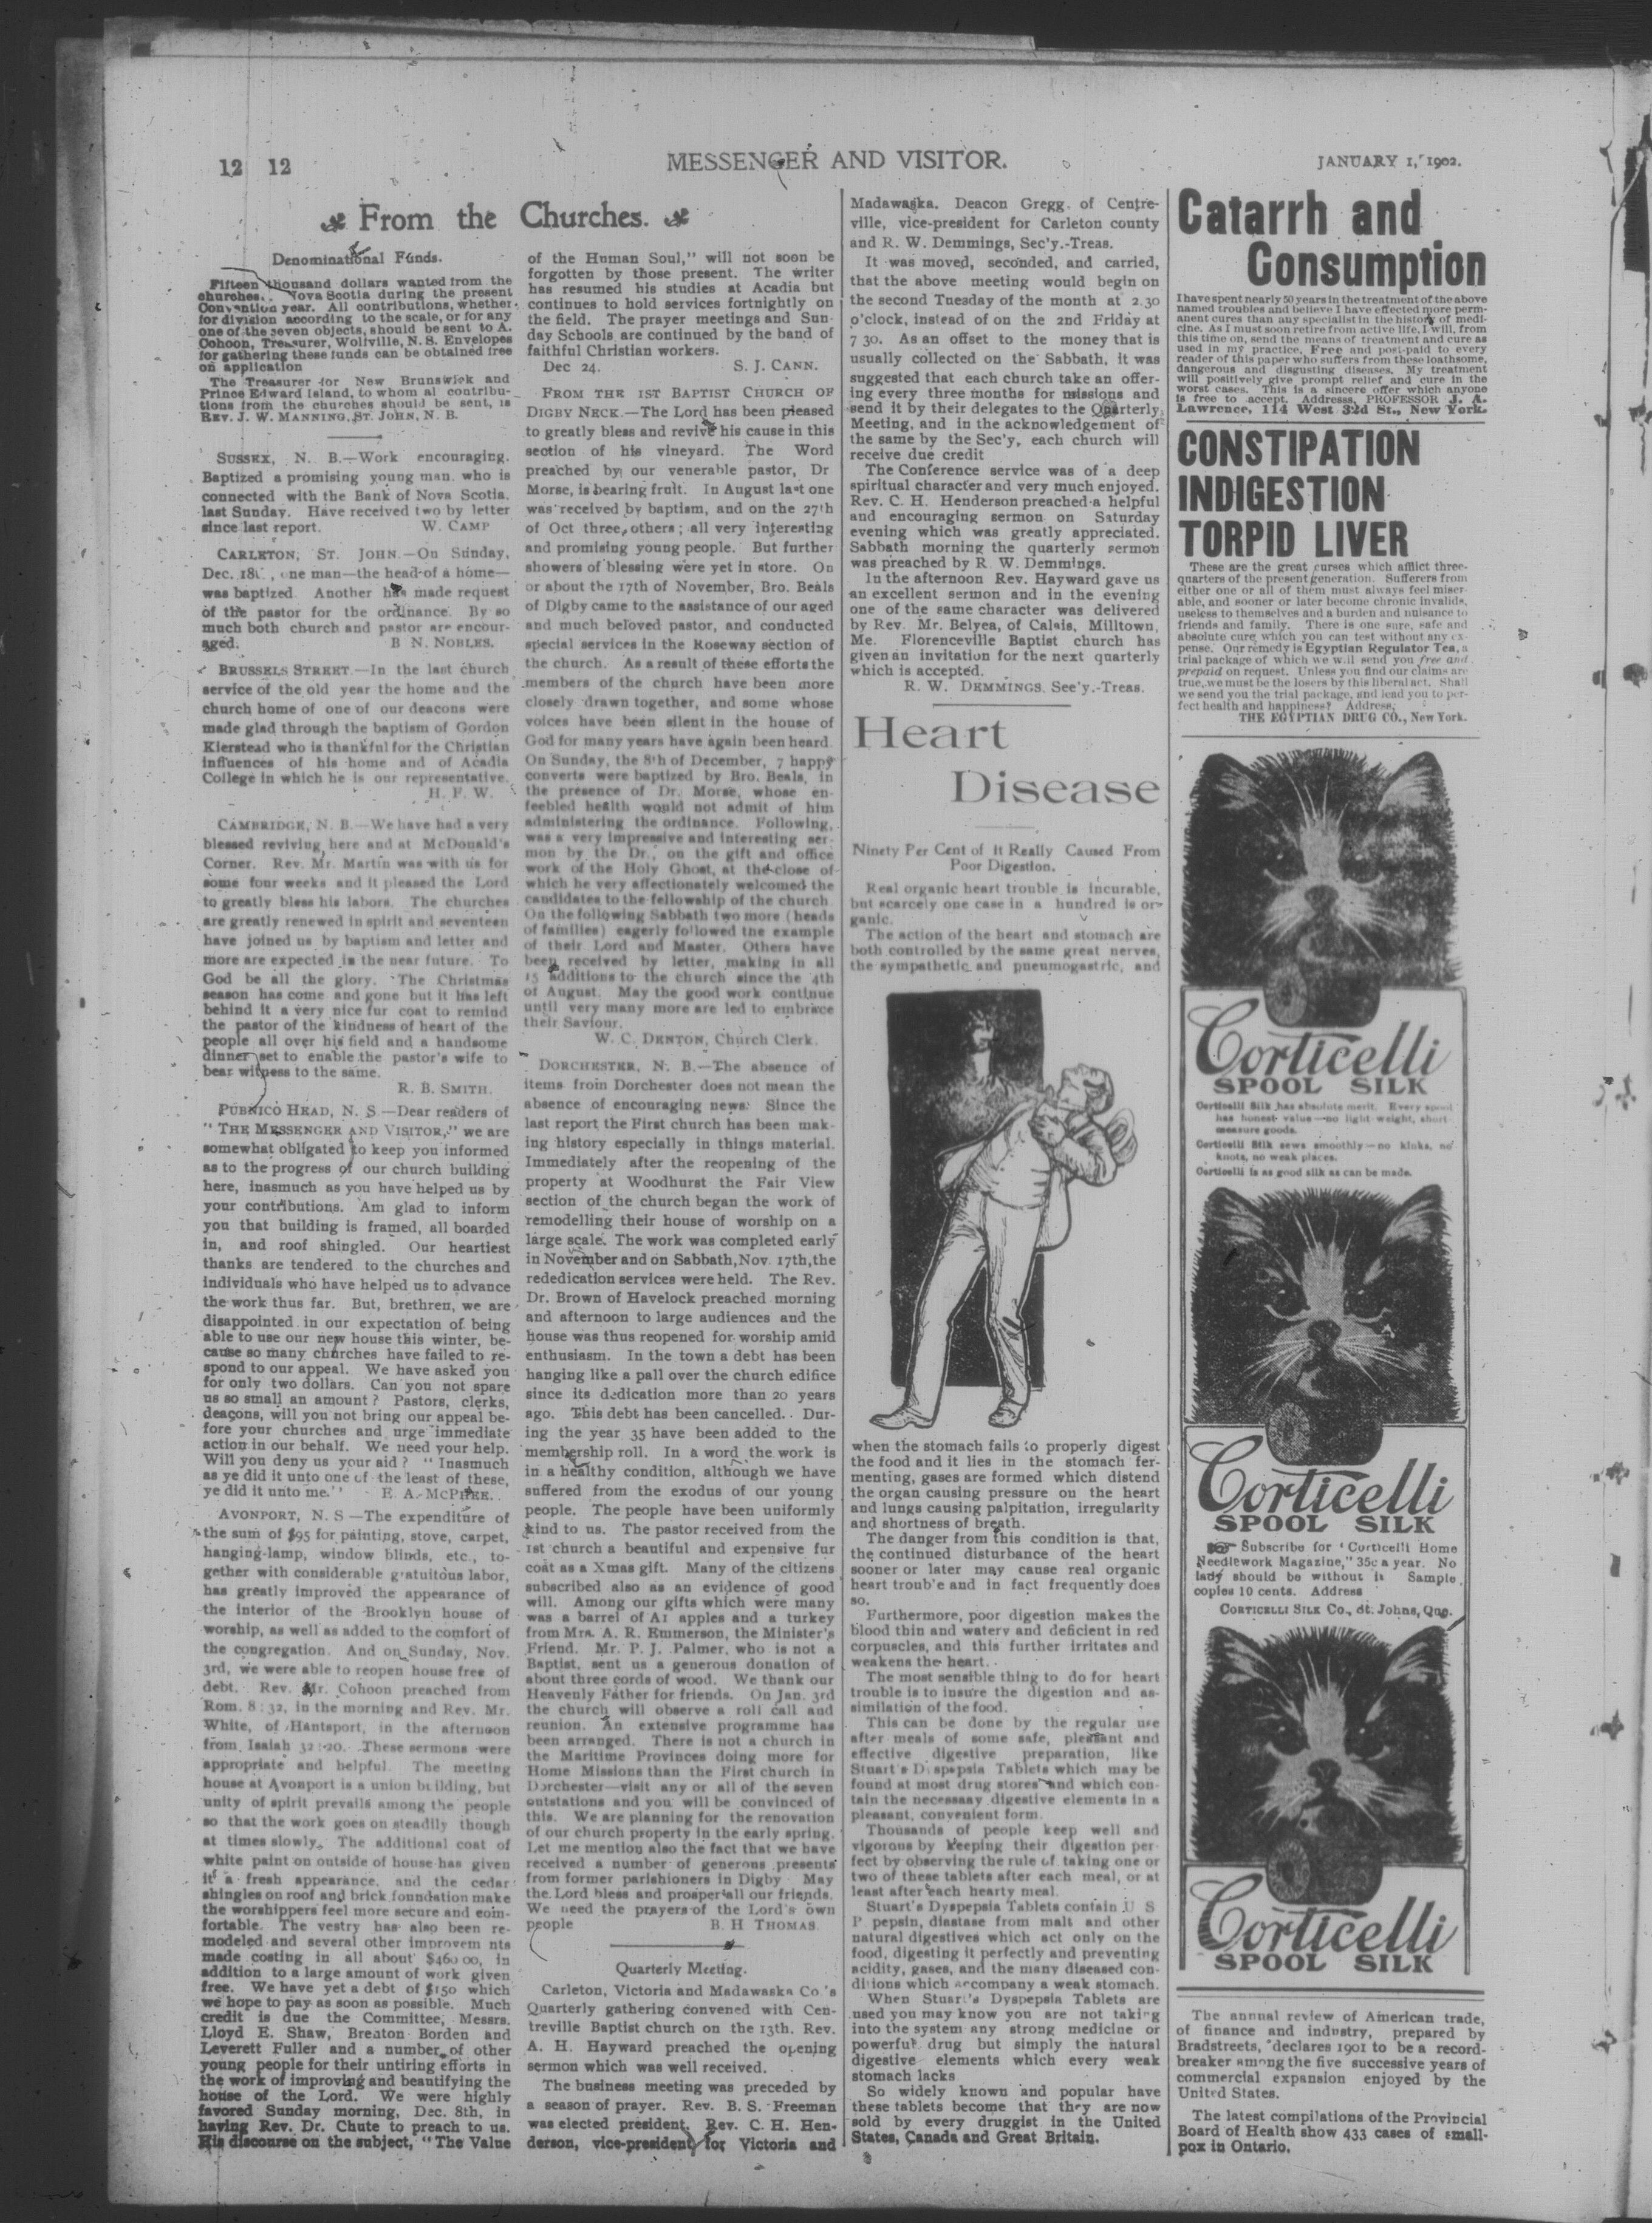 12 12
MESSENGER AND VISITOR.
JANUARY 1, 1902.
From the Churches.
Denominational Funds.
Fifteen thousand dollars wanted from the
churches. Nova Scotia during the present
Convention year. All contributions, whether
for division according to the scale, or for any
one of the seven objects, should be sent to A.
Cohoon, Treasurer, Wolfville, N. S. Envelopes
for gathering these funds can be obtained free
on application
The Treasurer for New Brunswick and
Prince Edward Island, to whom all contribu-
tions from the churches should be sent, is
REV. J. W. MANNING, ST. JOHN, N. B.
SUSSEX, N. B.—Work encouraging.
Baptized a promising young man who is
connected with the Bank of Nova Scotia,
last Sunday. Have received two by letter
since last report. W. CAMP
CARLETON, ST. JOHN.—On Sunday,
Dec. , one man—the head of a home—
was baptized. Another has made request
of the pastor for the ordinance. By so
much both church and pastor are encour-
aged. B N. NOBLES.
BRUSSELS STREET.—In the last church
service of the old year the home and the
church home of one of our deacons were
made glad through the baptism of Gordon
Kierstead who is thankful for the Christian
influences of his home and of Acadia
College in which he is our representative.
H. F. W.
CAMBRIDGE, N. B.—We have had a very
blessed reviving here and at McDonald's
Corner. Rev. Mr. Martin was with us for
some four weeks and it pleased the Lord
to greatly bless his labors. The churches
are greatly renewed in spirit and seventeen
have joined us by baptism and letter and
more are expected in the near future. To
God be all the glory. The Christmas
season has come and gone but it has left
behind it a very nice fur coat to remind
the pastor of the kindness of heart of the
people all over his field and a handsome
dinner set to enable the pastor's wife to
bear witness to the same.
R. B. SMITH.
PUBNICO HEAD, N. S —Dear readers of
" THE MESSENGER AND VISITOR," we are
somewhat obligated to keep you informed
as to the progress of our church building
here, inasmuch as you have helped us by
your contributions. Am glad to inform
you that building is framed, all boarded
in, and roof shingled. Our heartiest
thanks are tendered to the churches and
individuals who have helped us to advance
the work thus far. But, brethren, we are
disappointed in our expectation of being
able to use our new house this winter, be-
cause so many churches have failed to re-
spond to our appeal. We have asked you
for only two dollars. Can you not spare
us so small an amount? Pastors, clerks,
deacons, will you not bring our appeal be-
fore your churches and urge immediate
action in our behalf. We need your help.
Will you deny us your aid? " Inasmuch
as ye did it unto one of the least of these,
ye did it unto me." E. A. MCPHEE.
AVONPORT, N. S —The expenditure of
the sum of $95 for painting, stove, carpet,
hanging-lamp, window blinds, etc., to-
gether with considerable gratuitous labor,
has greatly improved the appearance of
the interior of the Brooklyn house of
worship, as well as added to the comfort of
the congregation. And on Sunday, Nov.
3rd, we were able to reopen house free of
debt. Rev. Mr. Cohoon preached from
Rom. 8:32, in the morning and Rev. Mr.
White, of Hantsport, in the afternoon
from Isaiah 32:20. These sermons were
appropriate and helpful. The meeting
house at Avonport is a union building, but
unity of spirit prevails among the people
so that the work goes on steadily though
at times slowly. The additional coat of
white paint on outside of house has given
it a fresh appearance, and the cedar
shingles on roof and brick foundation make
the worshippers feel more secure and com-
fortable. The vestry has also been re-
modeled and several other improvem nts
made costing in all about $460 00, in
addition to a large amount of work given
free. We have yet a debt of $150 which
we hope to pay as soon as possible. Much
credit is due the Committee, Messrs.
Lloyd E. Shaw, Breaton Borden and
Leverett Fuller and a number of other
young people for their untiring efforts in
the work of improving and beautifying the
house of the Lord. We were highly
favored Sunday morning, Dec. 8th, in
having Rev. Dr. Chute to preach to us.
His discourse on the subject, "The Value
of the Human Soul," will not soon be
forgotten by those present. The writer
has resumed his studies at Acadia but
continues to hold services fortnightly on
the field. The prayer meetings and Sun-
day Schools are continued by the band of
faithful Christian workers.
Dec 24. S. J. CANN.
FROM THE 1ST BAPTIST CHURCH OF
DIGBY NECK.—The Lord has been pleased
to greatly bless and revive his cause in this
section of his vineyard. The Word
preached by our venerable pastor, Dr
Morse, is bearing fruit. In August last one
was received by baptism, and on the 27th
of Oct three others; all very interesting
and promising young people. But further
showers of blessing were yet in store. On
or about the 17th of November, Bro. Beals
of Digby came to the assistance of our aged
and much beloved pastor, and conducted
special services in the Roseway section of
the church. As a result of these efforts the
members of the church have been more
closely drawn together, and some whose
voices have been silent in the house of
God for many years have again been heard.
On Sunday, the 8th of December, 7 happy
converts were baptized by Bro. Beals, in
the presence of Dr. Morse, whose en-
feebled health would not admit of him
administering the ordinance. Following,
was a very impressive and interesting ser-
mon by the Dr., on the gift and office
work of the Holy Ghost, at the close of
which he very affectionately welcomed the
candidates to the fellowship of the church
On the following Sabbath two more (heads
of families) eagerly followed the example
of their Lord and Master. Others have
been received by letter, making in all
15 additions to the church since the 4th
of August. May the good work continue
until very many more are led to embrace
their Saviour.
W. C. DENTON, Church Clerk.
DORCHESTER, N. B.—The absence of
items from Dorchester does not mean the
absence of encouraging news. Since the
last report the First church has been mak-
ing history especially in things material.
Immediately after the reopening of the
property at Woodhurst the Fair View
section of the church began the work of
remodelling their house of worship on a
large scale. The work was completed early
in November and on Sabbath, Nov. 17th, the
rededication services were held. The Rev.
Dr. Brown of Havelock preached morning
and afternoon to large audiences and the
house was thus reopened for worship amid
enthusiasm. In the town a debt has been
hanging like a pall over the church edifice
since its dedication more than 20 years
ago. This debt has been cancelled. Dur-
ing the year 35 have been added to the
membership roll. In a word the work is
in a healthy condition, although we have
suffered from the exodus of our young
people. The people have been uniformly
kind to us. The pastor received from the
1st church a beautiful and expensive fur
coat as a Xmas gift. Many of the citizens
subscribed also as an evidence of good
will. Among our gifts which were many
was a barrel of A1 apples and a turkey
from Mrs. A. R. Emmerson, the Minister's
Friend. Mr. P. J. Palmer, who is not a
Baptist, sent us a generous donation of
about three cords of wood. We thank our
Heavenly Father for friends. On Jan. 3rd
the church will observe a roll call and
reunion. An extensive programme has
been arranged. There is not a church in
the Maritime Provinces doing more for
Home Missions than the First church in
Dorchester—visit any or all of the seven
outstations and you will be convinced of
this. We are planning for the renovation
of our church property in the early spring.
Let me mention also the fact that we have
received a number of generous presents
from former parishioners in Digby May
the Lord bless and prosper all our friends.
We need the prayers of the Lord's own
people B. H THOMAS.
Quarterly Meeting.
Carleton, Victoria and Madawaska Co.'s
Quarterly gathering convened with Cen-
treville Baptist church on the 13th. Rev.
A. H. Hayward preached the opening
sermon which was well received.
The business meeting was preceded by
a season of prayer. Rev. B. S. Freeman
was elected president, Rev. C. H. Hen-
derson, vice-president for Victoria and
Madawaska. Deacon Gregg of Centre-
ville, vice-president for Carleton county
and R. W. Demmings, Sec'y.-Treas.
It was moved, seconded, and carried,
that the above meeting would begin on
the second Tuesday of the month at 2.30
o'clock, instead of on the 2nd Friday at
7 30. As an offset to the money that is
usually collected on the Sabbath, it was
suggested that each church take an offer-
ing every three months for missions and
send it by their delegates to the Quarterly
Meeting, and in the acknowledgement of
the same by the Sec'y, each church will
receive due credit
The Conference service was of a deep
spiritual character and very much enjoyed.
Rev. C. H. Henderson preached a helpful
and encouraging sermon on Saturday
evening which was greatly appreciated.
Sabbath morning the quarterly sermon
was preached by R. W. Demmings.
In the afternoon Rev. Hayward gave us
an excellent sermon and in the evening
one of the same character was delivered
by Rev. Mr. Belyea, of Calais, Milltown,
Me. Florenceville Baptist church has
given an invitation for the next quarterly
which is accepted.
R. W. DEMMINGS, See'y.-Treas.
Heart
Disease
Ninety Per Cent of It Really Caused From
Poor Digestion.
Real organic heart trouble is incurable,
but scarcely one case in a hundred is or-
ganic.
The action of the heart and stomach are
both controlled by the same great nerves,
the sympathetic and pneumogastric, and
when the stomach fails to properly digest
the food and it lies in the stomach fer-
menting, gases are formed which distend
the organ causing pressure on the heart
and lungs causing palpitation, irregularity
and shortness of breath.
The danger from this condition is that,
the continued disturbance of the heart
sooner or later may cause real organic
heart troub'e and in fact frequently does
so.
Furthermore, poor digestion makes the
blood thin and watery and deficient in red
corpuscles, and this further irritates and
weakens the heart.
The most sensible thing to do for heart
trouble is to insure the digestion and as-
similation of the food.
This can be done by the regular use
after meals of some safe, pleasant and
effective digestive preparation, like
Stuart's Dyspepsia Tablets which may be
found at most drug stores and which con-
tain the necessary digestive elements in a
pleasant, convenient form.
Thousands of people keep well and
vigorous by keeping their digestion per-
fect by observing the rule of taking one or
two of these tablets after each meal, or at
least after each hearty meal.
Stuart's Dyspepsia Tablets contain U S
P pepsin, diastase from malt and other
natural digestives which act only on the
food, digesting it perfectly and preventing
acidity, gases, and the many diseased con-
ditions which accompany a weak stomach.
When Stuart's Dyspepsia Tablets are
used you may know you are not taking
into the system any strong medicine or
powerful drug but simply the natural
digestive elements which every weak
stomach lacks
So widely known and popular have
these tablets become that they are now
sold by every druggist in the United
States, Canada and Great Britain.
Catarrh and
Consumption
I have spent nearly 50 years in the treatment of the above
named troubles and believe I have effected more perm-
anent cures than any specialist in the history of medi-
cine. As I must soon retire from active life, I will, from
this time on, send the means of treatment and cure as
used in my practice, Free and post-paid to every
reader of this paper who suffers from these loathsome,
dangerous and disgusting diseases. My treatment
will positively give prompt relief and cure in the
worst cases. This is a sincere offer which anyone
is free to accept. Addresss, PROFESSOR J. A.
Lawrence, 114 West 32d St., New York.
CONSTIPATION
INDIGESTION
TORPID LIVER
These are the great curses which afflict three-
quarters of the present generation. Sufferers from
either one or all of them must always feel miser-
able, and sooner or later become chronic invalids,
useless to themselves and a burden and nuisance to
friends and family. There is one sure, safe and
absolute cure which you can test without any ex-
pense. Our remedy is Egyptian Regulator Tea, a
trial package of which we will send you free and
prepaid on request. Unless you find our claims are
true, we must be the losers by this liberal act. Shall
we send you the trial package, and lead you to per-
fect health and happiness? Address,
THE EGYPTIAN DRUG CO., New York.
Corticelli
SPOOL SILK
Corticelli Silk has absolute merit. Every spool
has honest value—no light weight, short
measure goods.
Corticelli Silk sews smoothly—no kinks, no
knots, no weak places.
Corticelli is as good silk as can be made.
Corticelli
SPOOL SILK
Subscribe for 'Corticelli Home
Needlework Magazine," 35c a year. No
lady should be without it Sample
copies 10 cents. Address
CORTICELLI SILK Co., St. Johns, Que.
Corticelli
SPOOL SILK
The annual review of American trade,
of finance and industry, prepared by
Bradstreets, declares 1901 to be a record-
breaker among the five successive years of
commercial expansion enjoyed by the
United States.
The latest compilations of the Provincial
Board of Health show 433 cases of small-
pox in Ontario.